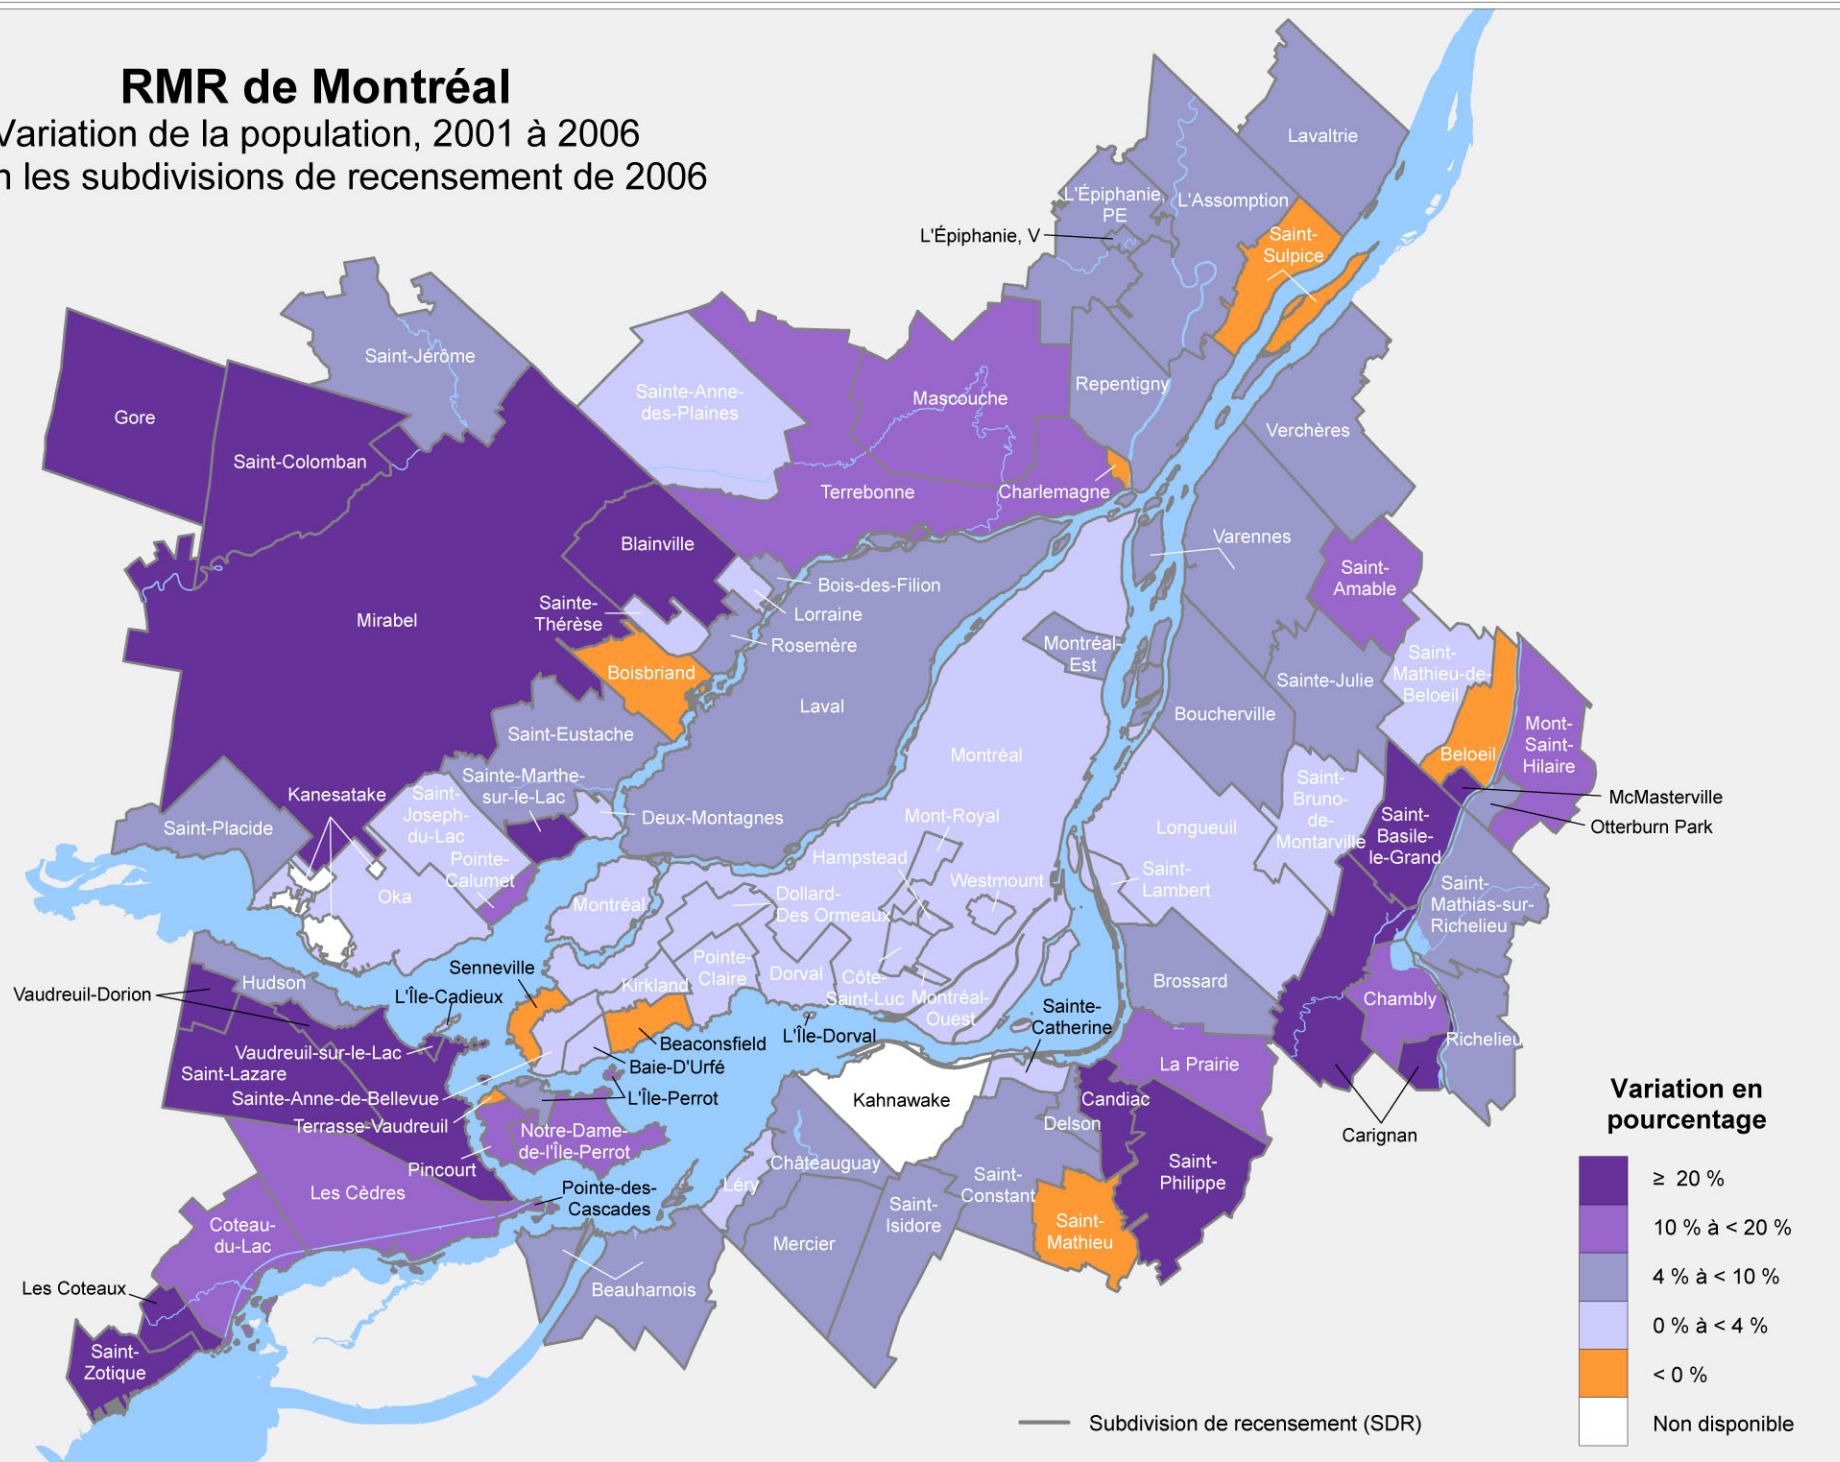 RMR de Montréal
Variation de la population, 2001 à 2006
n les subdivisions de recensement de 2006
Lavaltrie
L'Épiphanie,
PE
L'Assomption
L'Épiphanie, V
Saint-
Sulpice
Saint-Jérôme
Sainte-Anne-
des-Plaines
Mascouche
Repentigny
Gore
Saint-Colomban
Verchères
Terrebonne
Charlemagne
Blainville
Varennes
Saint-
Amable
Bois-des-Filion
Sainte-
Thérèse
Lorraine
Mirabel
Rosemère
Montréal-
Est
Boisbriand
Saint-
Mathieu-de-
Beloeil
Sainte-Julie
Laval
Boucherville
Saint-Eustache
Montréal
Beloeil
Mont-
Saint-
Hilaire
Sainte-Marthe-
sur-le-Lac
Kanesatake
Saint-
Joseph-
du-Lac
Saint-
Bruno-
de-
Montarville
McMasterville
Deux-Montagnes
Mont-Royal
Saint-Placide
Longueuil
Saint-
Basile-
le-Grand
Otterburn Park
Pointe-
Calumet
Hampstead
Westmount
Saint-
Lambert
Oka
Montréal
Dollard-
Des Ormeaux
Saint-
Mathias-sur-
Richelieu
Senneville
Pointe-
Claire
Dorval
Côte-
Saint-Luc
Kirkland
Hudson
Vaudreuil-Dorion
L'Île-Cadieux
Montréal-
Ouest
Sainte-
Catherine
Brossard
Chambly
L'Île-Dorval
Beaconsfield
Richelieu
Vaudreuil-sur-le-Lac
Baie-D'Urfé
Saint-Lazare
La Prairie
Sainte-Anne-de-Bellevue
L'Île-Perrot
Kahnawake
Candiac
Terrasse-Vaudreuil
Delson
Notre-Dame-
de-l'Île-Perrot
Carignan
Pincourt
Châteauguay
Saint-
Philippe
Les Cèdres
Pointe-des-
Cascades
Léry
Saint-
Constant
Coteau-
du-Lac
Saint-
Isidore
Saint-
Mathieu
Mercier
Les Coteaux
Beauharnois
Saint-
Zotique
Variation en
pourcentage
≥ 20 %
10 % à < 20 %
4 % à < 10 %
0 % à < 4 %
< 0 %
Non disponible
Subdivision de recensement (SDR)